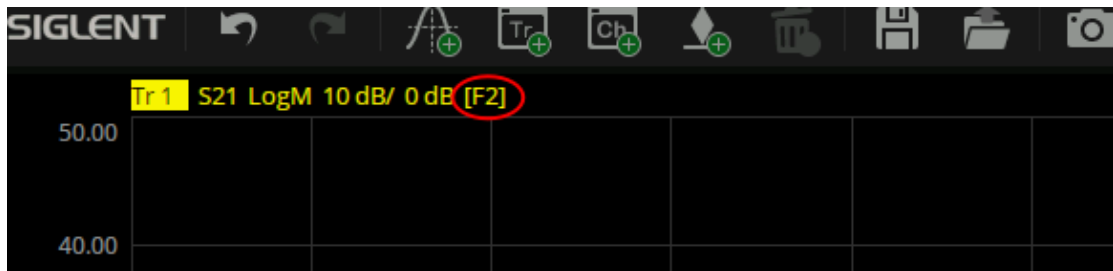 SIGLENT Tr Ch
Tr 1 S21 LogM 10 dB/ 0 dB [F2]
50.00
40.00